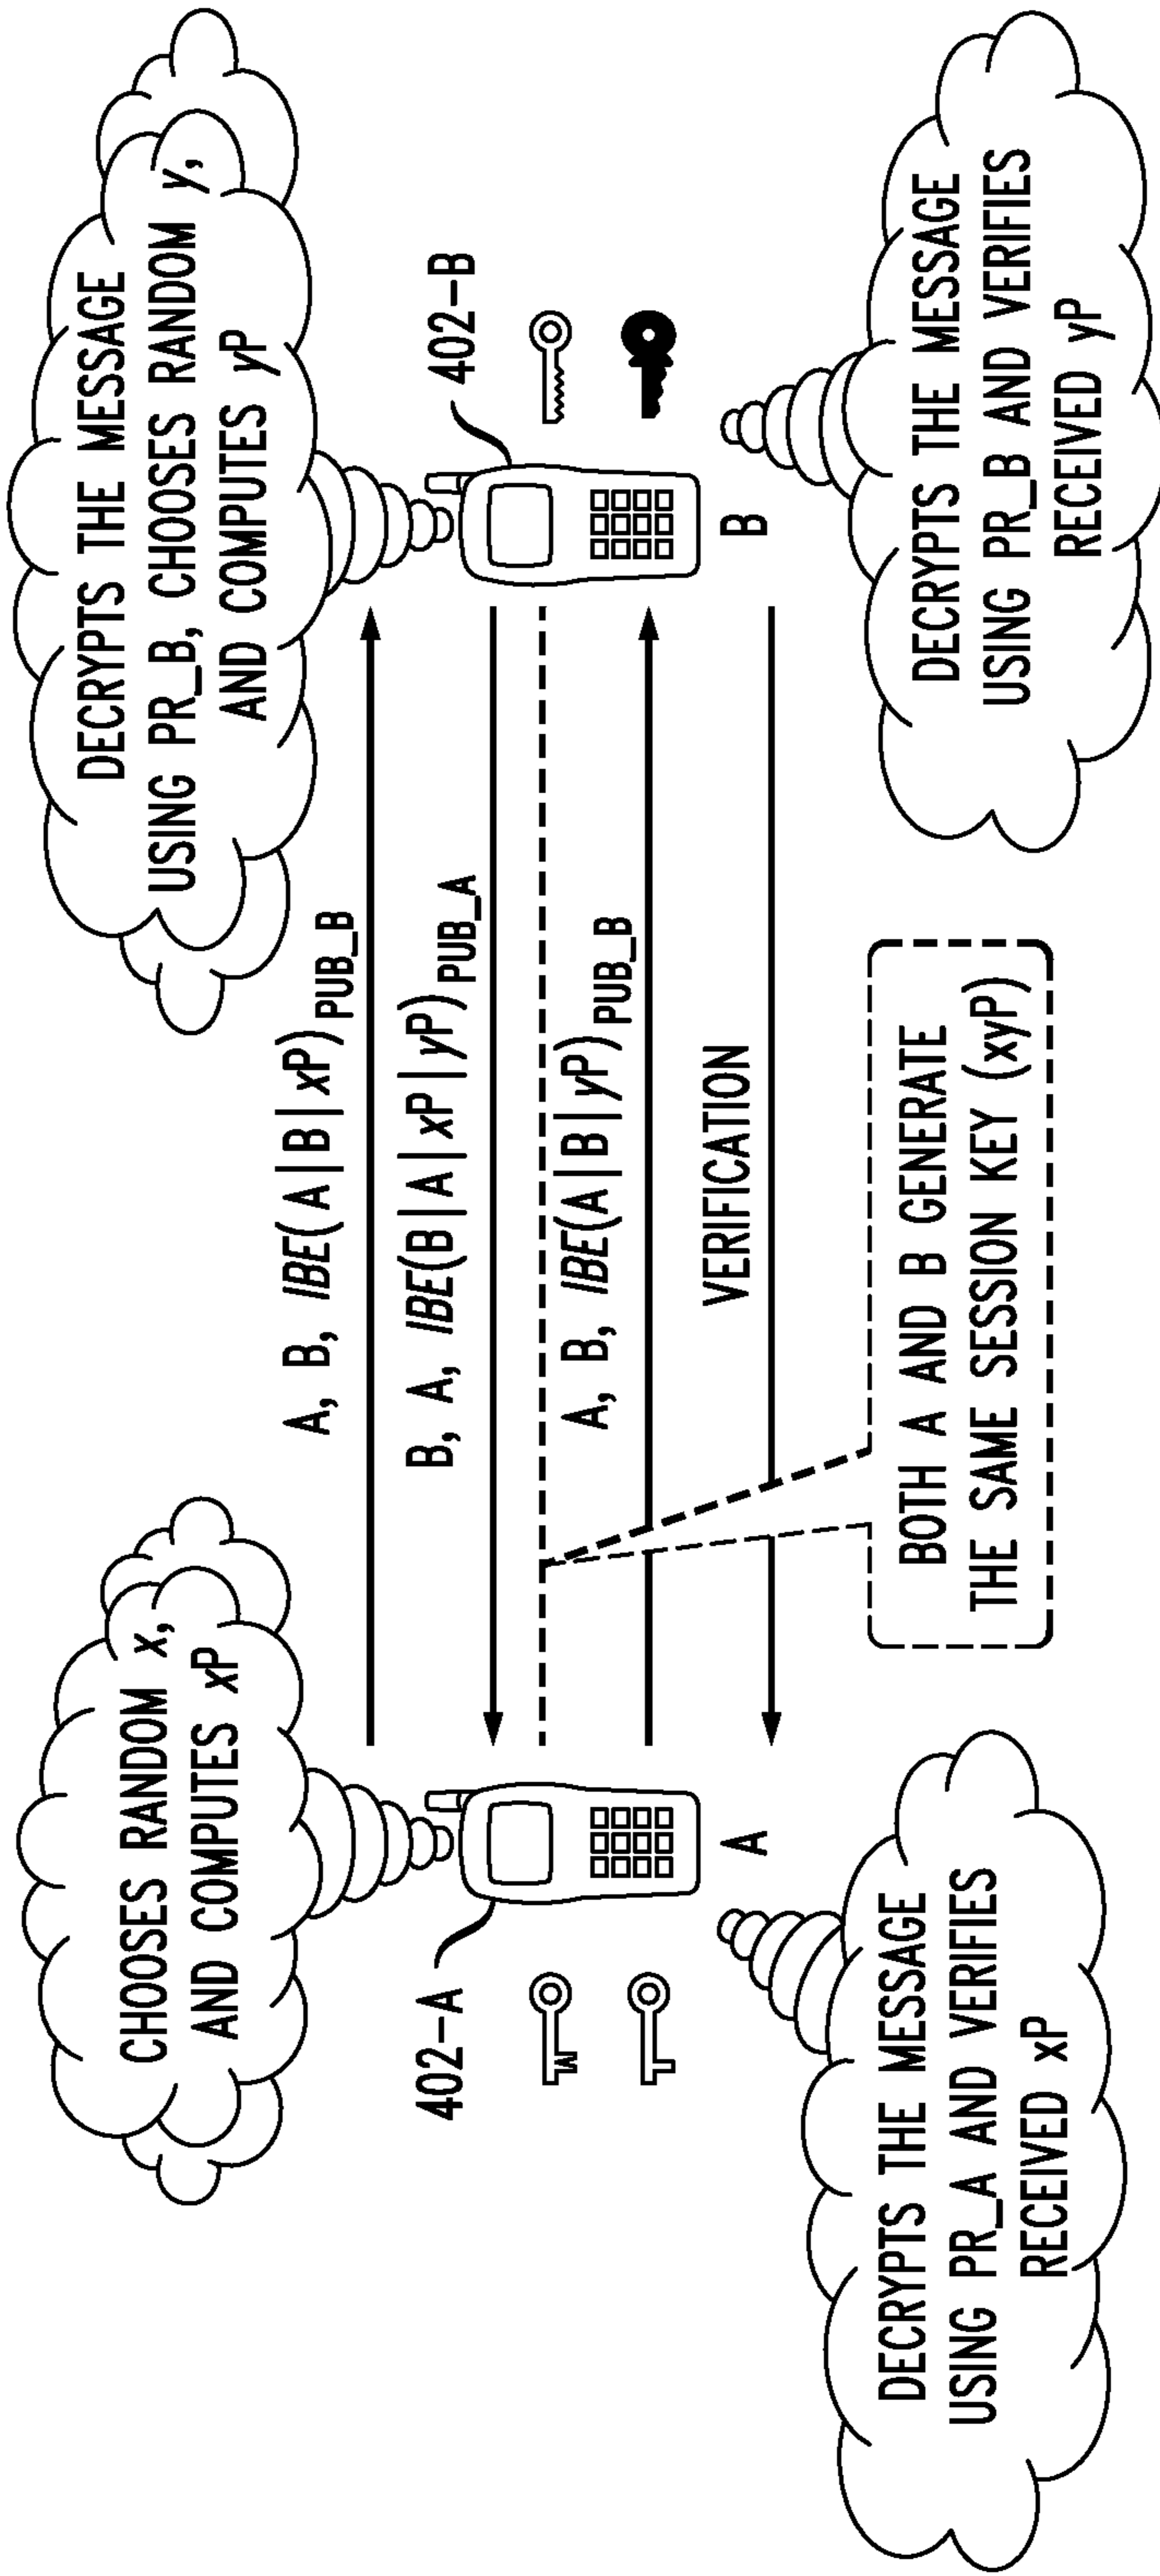 CHOOSES RANDOM x,
AND COMPUTES xP
DECRYPTS THE MESSAGE
USING PR_B, CHOOSES RANDOM y,
AND COMPUTES yP
402-A
402-B
A, B, IBE(A|B|xP)PUB_B
B, A, IBE(B|A|xP|yP)PUB_A
A, B, IBE(A|B|yP)PUB_B
VERIFICATION
A
B
DECRYPTS THE MESSAGE
USING PR_A AND VERIFIES
RECEIVED xP
BOTH A AND B GENERATE
THE SAME SESSION KEY (xyP)
DECRYPTS THE MESSAGE
USING PR_B AND VERIFIES
RECEIVED yP